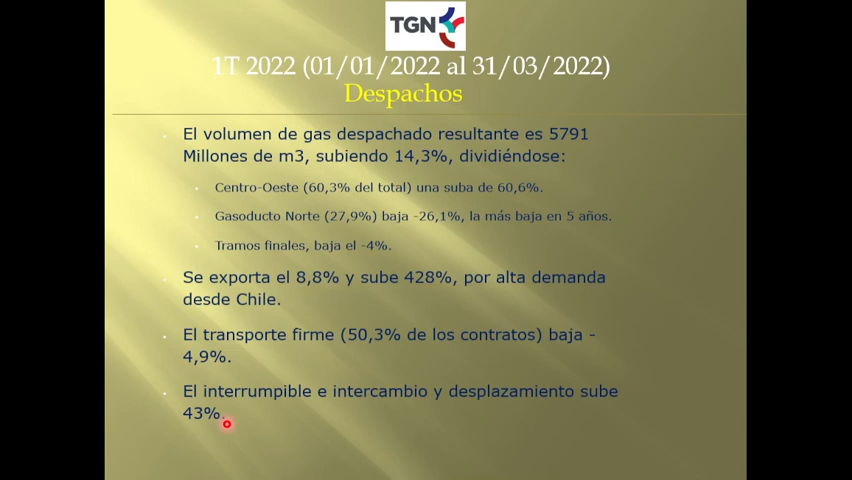 TGN
1T 2022 (01/01/2022 al 31/03/2022)
Despachos
El volumen de gas despachado resultante es 5791
Millones de m3, subiendo 14,3%, dividiéndose:
Centro-Oeste (60,3% del total) una suba de 60,6%.
Gasoducto Norte (27,9%) baja -26,1%, la más baja en 5 años.
Tramos finales, baja el -4%.
Se exporta el 8,8% y sube 428%, por alta demanda
desde Chile.
El transporte firme (50,3% de los contratos) baja -
4,9%.
El interrumpible e intercambio y desplazamiento sube
43%.